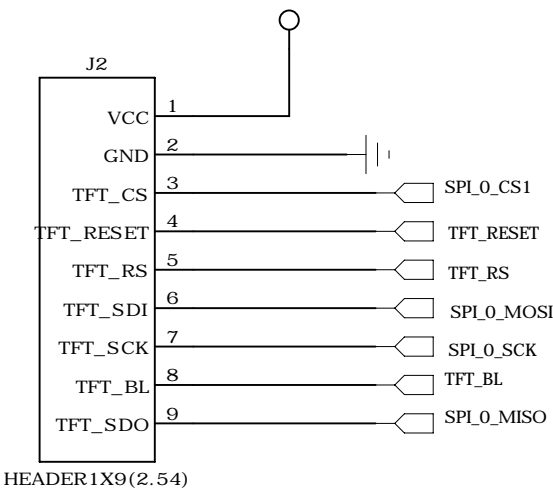 J2
VCC 1
GND 2
TFT_CS 3 SPI_0_CS1
TFT_RESET 4 TFT_RESET
TFT_RS 5 TFT_RS
TFT_SDI 6 SPI_0_MOSI
TFT_SCK 7 SPI_0_SCK
TFT_BL 8 TFT_BL
TFT_SDO 9 SPI_0_MISO
HEADER1X9(2.54)